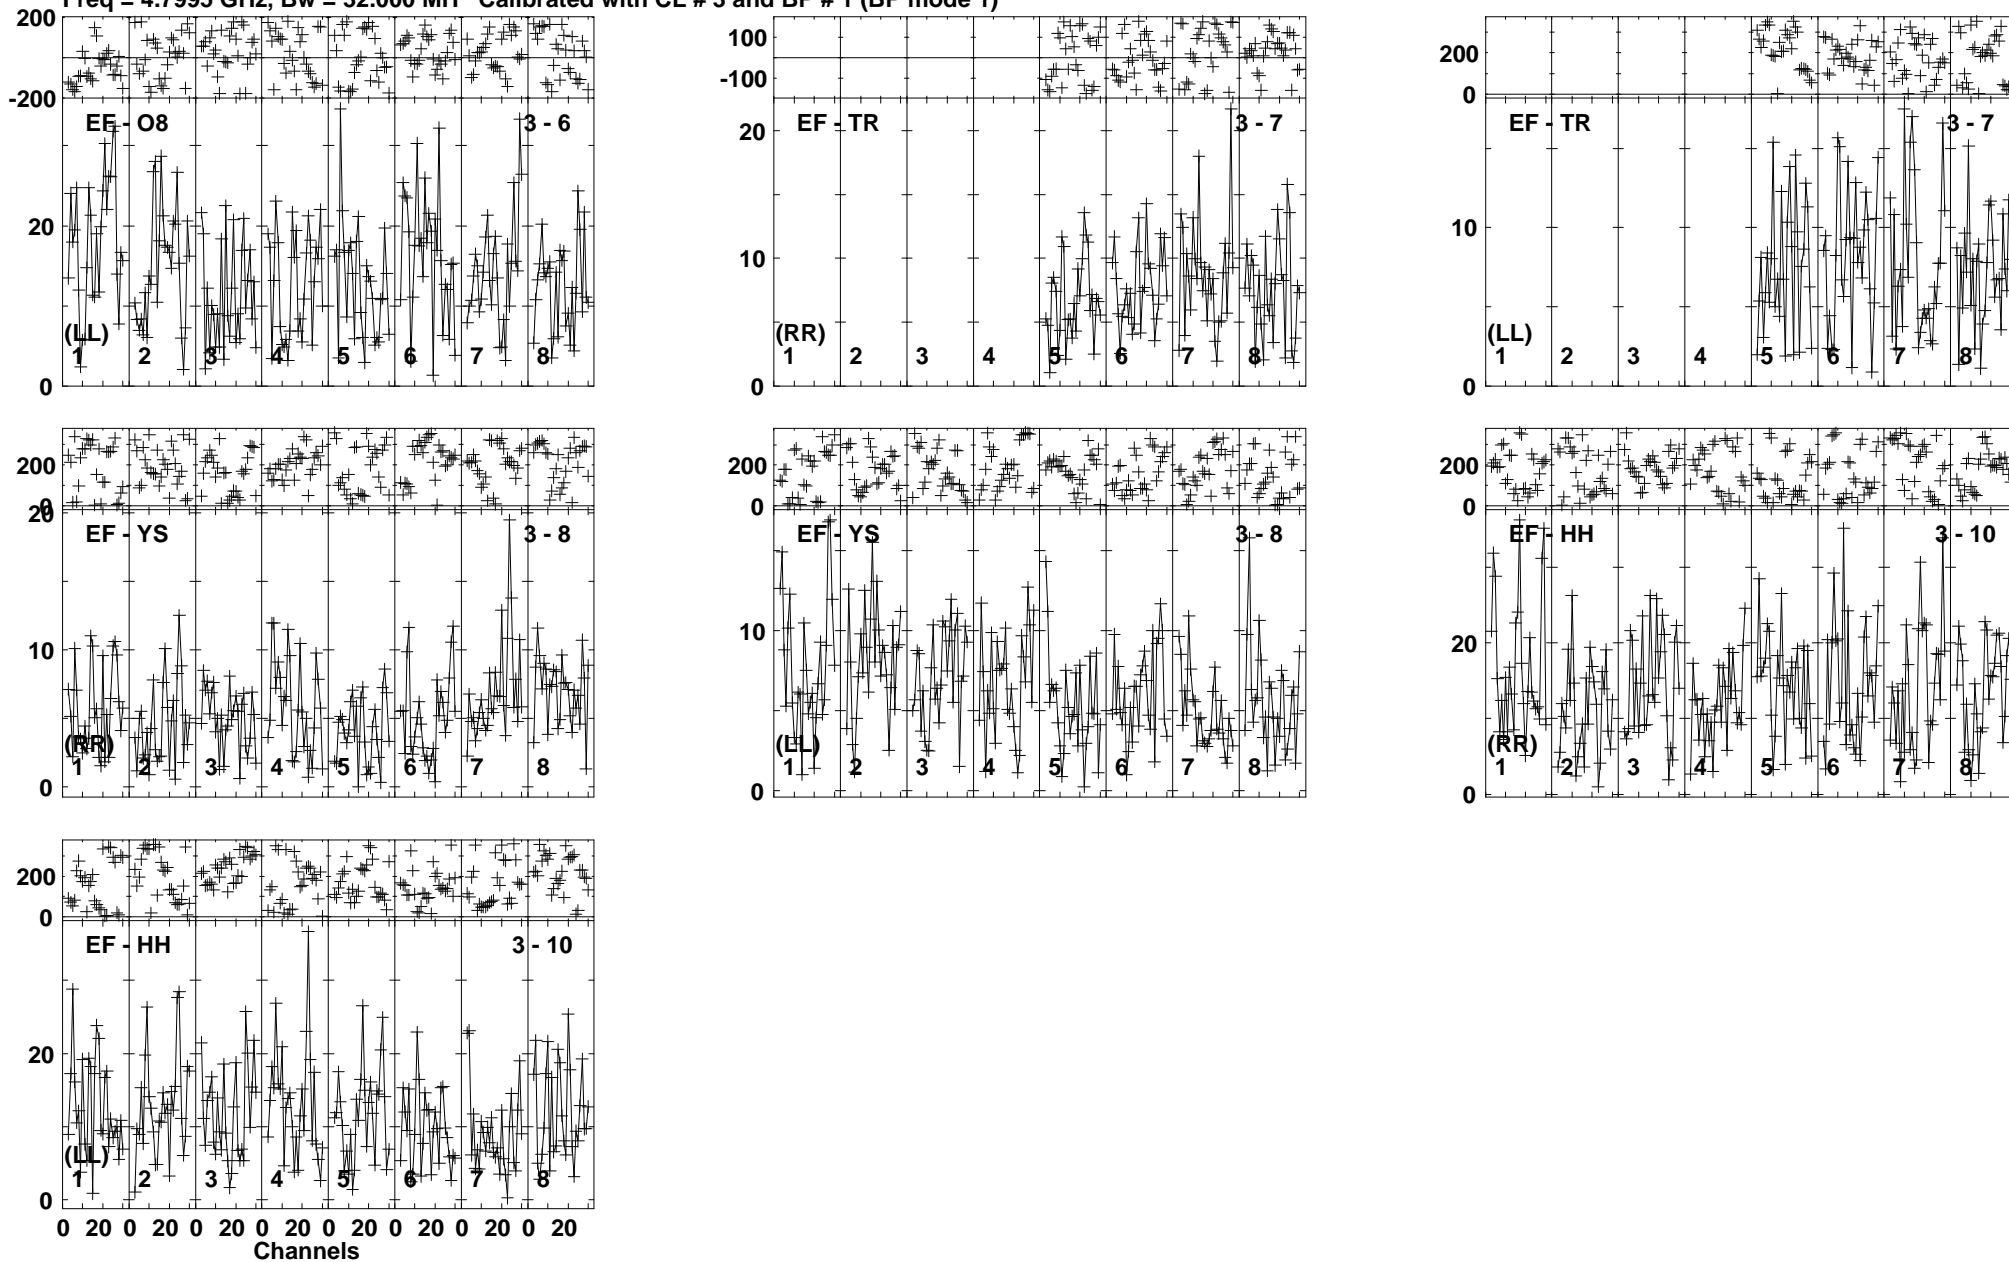 Freq = 4.7995 GHz, Bw = 32.000 MH Calibrated with CL # 3 and BP # 1 (BP mode 1)
200
-200
EF - O8 3 - 6
20
0
(LL)
1 2 3 4 5 6 7 8
100
-100
EF - TR 3 - 7
20
10
0
(RR)
1 2 3 4 5 6 7 8
200
0
EF - TR 3 - 7
10
0
(LL)
1 2 3 4 5 6 7 8
200
0
EF - YS 3 - 8
20
10
0
(RR)
1 2 3 4 5 6 7 8
200
0
EF - YS 3 - 8
10
0
(LL)
1 2 3 4 5 6 7 8
200
0
EF - HH 3 - 10
20
0
(RR)
1 2 3 4 5 6 7 8
200
0
EF - HH 3 - 10
20
0
(LL)
1 2 3 4 5 6 7 8
0 20 0 20 0 20 0 20 0 20 0 20 0 20 0 20
Channels